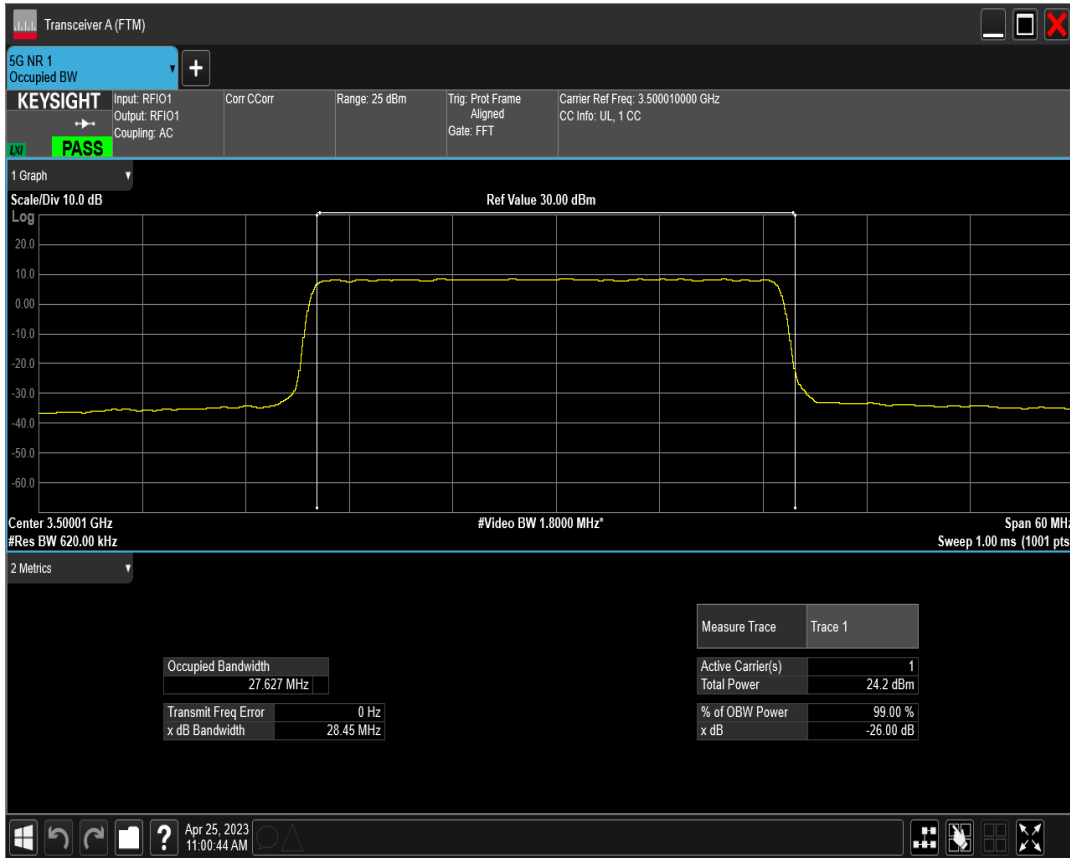 Transceiver A (FTM)
5G NR 1
Occupied BW
+
KEYSIGHT
LXI
PASS
Input: RFIO1
Output: RFIO1
Coupling: AC
Corr CCorr
Range: 25 dBm
Trig: Prot Frame
Aligned
Gate: FFT
Carrier Ref Freq: 3.500010000 GHz
CC Info: UL, 1 CC
1 Graph
Scale/Div 10.0 dB
Ref Value 30.00 dBm
Log
20.0
10.0
0.00
-10.0
-20.0
-30.0
-40.0
-50.0
-60.0
Center 3.50001 GHz
#Video BW 1.8000 MHz*
Span 60 MHz
#Res BW 620.00 kHz
Sweep 1.00 ms (1001 pts
2 Metrics
Measure Trace Trace 1
Occupied Bandwidth
27.627 MHz
Active Carrier(s) 1
Total Power 24.2 dBm
Transmit Freq Error 0 Hz
x dB Bandwidth 28.45 MHz
% of OBW Power 99.00 %
x dB -26.00 dB
?
Apr 25, 2023
11:00:44 AM